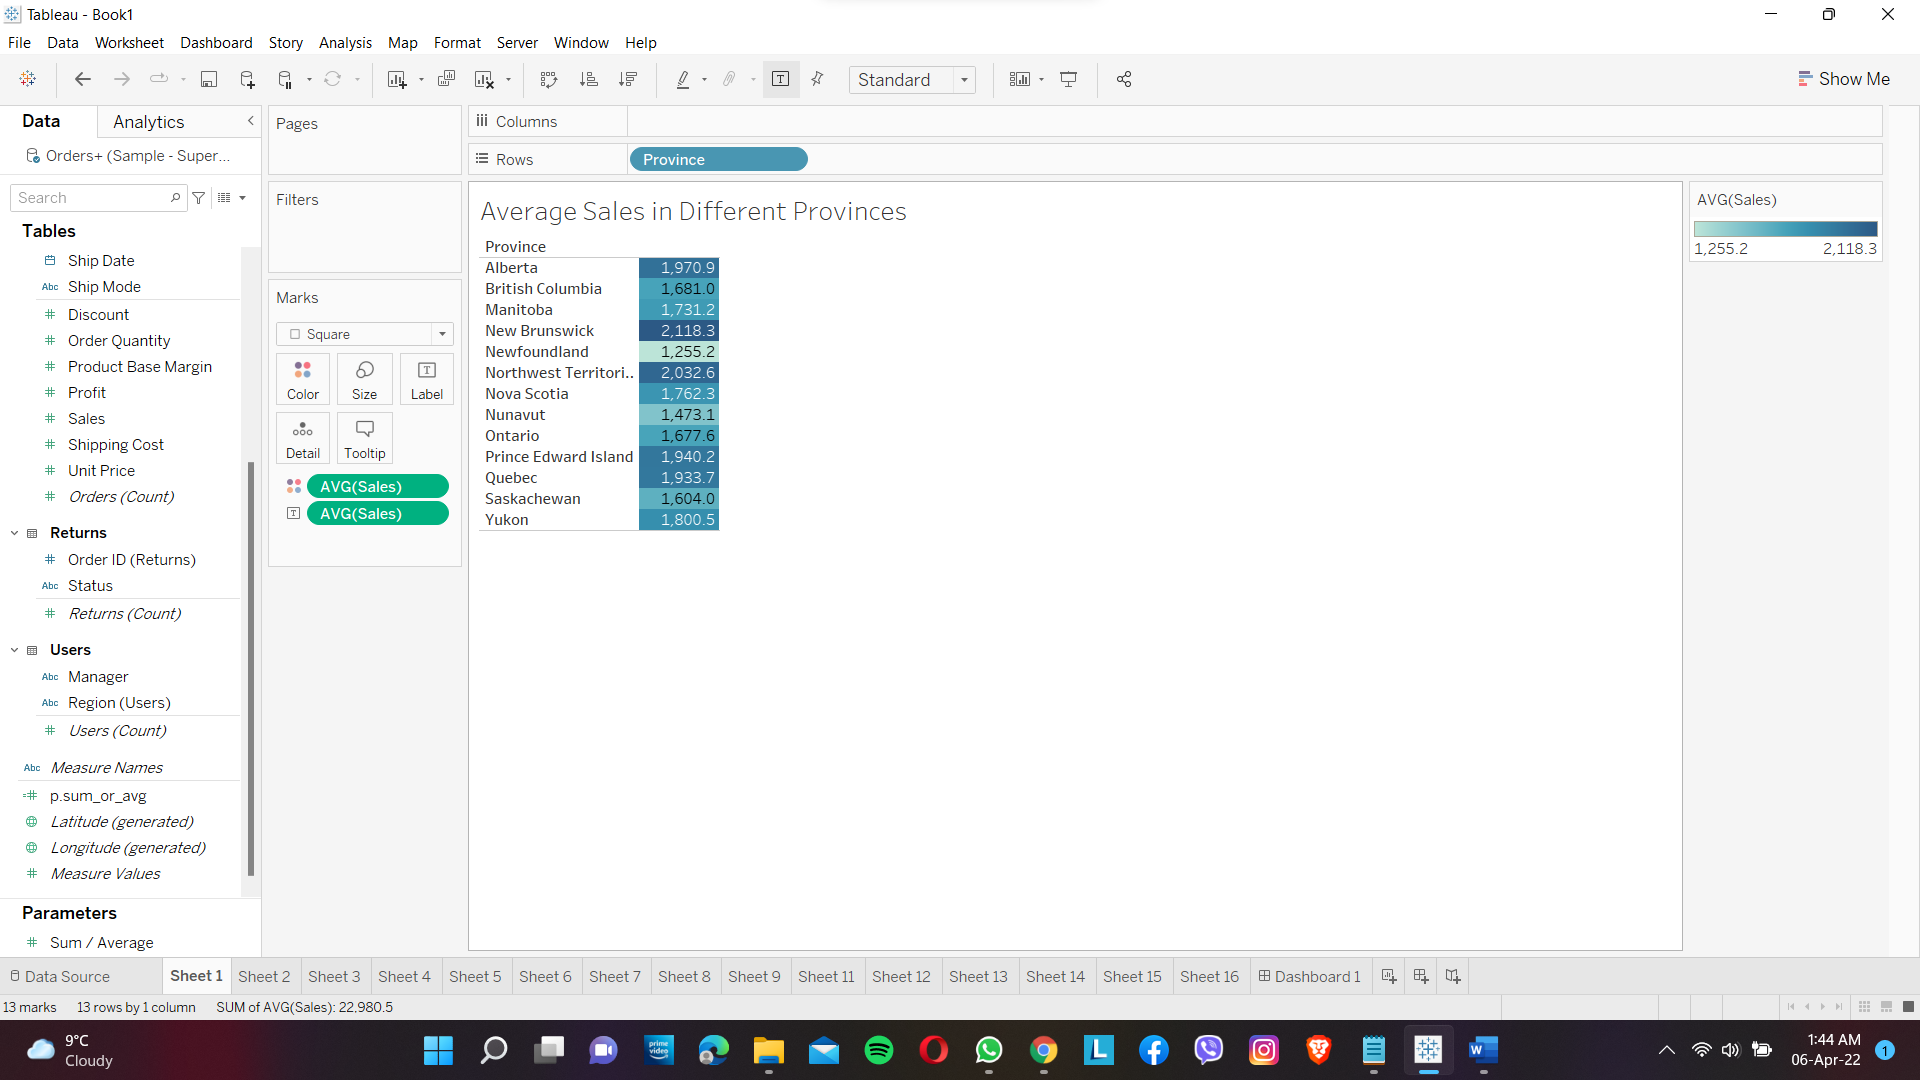 Tableau - Book1
File Data Worksheet Dashboard Story Analysis Map Format Server Window Help
Standard
Show Me
Data Analytics
Orders+ (Sample - Super...
Search
Tables
Ship Date
Abc Ship Mode
# Discount
# Order Quantity
# Product Base Margin
# Profit
# Sales
# Shipping Cost
# Unit Price
# Orders (Count)
Returns
# Order ID (Returns)
Abc Status
# Returns (Count)
Users
Abc Manager
Abc Region (Users)
# Users (Count)
Abc Measure Names
=# p.sum_or_avg
Latitude (generated)
Longitude (generated)
# Measure Values
Parameters
# Sum / Average
Pages
Filters
Marks
Square
Color Size Label
Detail Tooltip
AVG(Sales)
AVG(Sales)
Columns
Rows Province
Average Sales in Different Provinces
Province
Alberta 1,970.9
British Columbia 1,681.0
Manitoba 1,731.2
New Brunswick 2,118.3
Newfoundland 1,255.2
Northwest Territori.. 2,032.6
Nova Scotia 1,762.3
Nunavut 1,473.1
Ontario 1,677.6
Prince Edward Island 1,940.2
Quebec 1,933.7
Saskachewan 1,604.0
Yukon 1,800.5
AVG(Sales)
1,255.2 2,118.3
Data Source Sheet 1 Sheet 2 Sheet 3 Sheet 4 Sheet 5 Sheet 6 Sheet 7 Sheet 8 Sheet 9 Sheet 11 Sheet 12 Sheet 13 Sheet 14 Sheet 15 Sheet 16 Dashboard 1
13 marks 13 rows by 1 column SUM of AVG(Sales): 22,980.5
9°C
Cloudy
prime video
L
W
1:44 AM
06-Apr-22
1